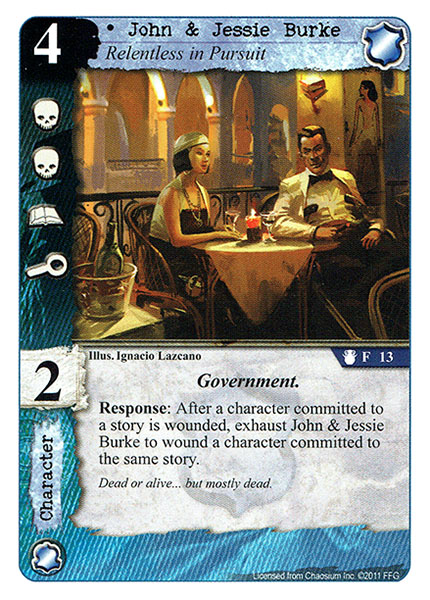 4
• John & Jessie Burke
Relentless in Pursuit
Illus. Ignacio Lazcano
F 13
2
Government.
Response: After a character committed to
a story is wounded, exhaust John & Jessie
Burke to wound a character committed to
the same story.
Dead or alive... but mostly dead.
Character
Licensed from Chaosium Inc. ©2011 FFG